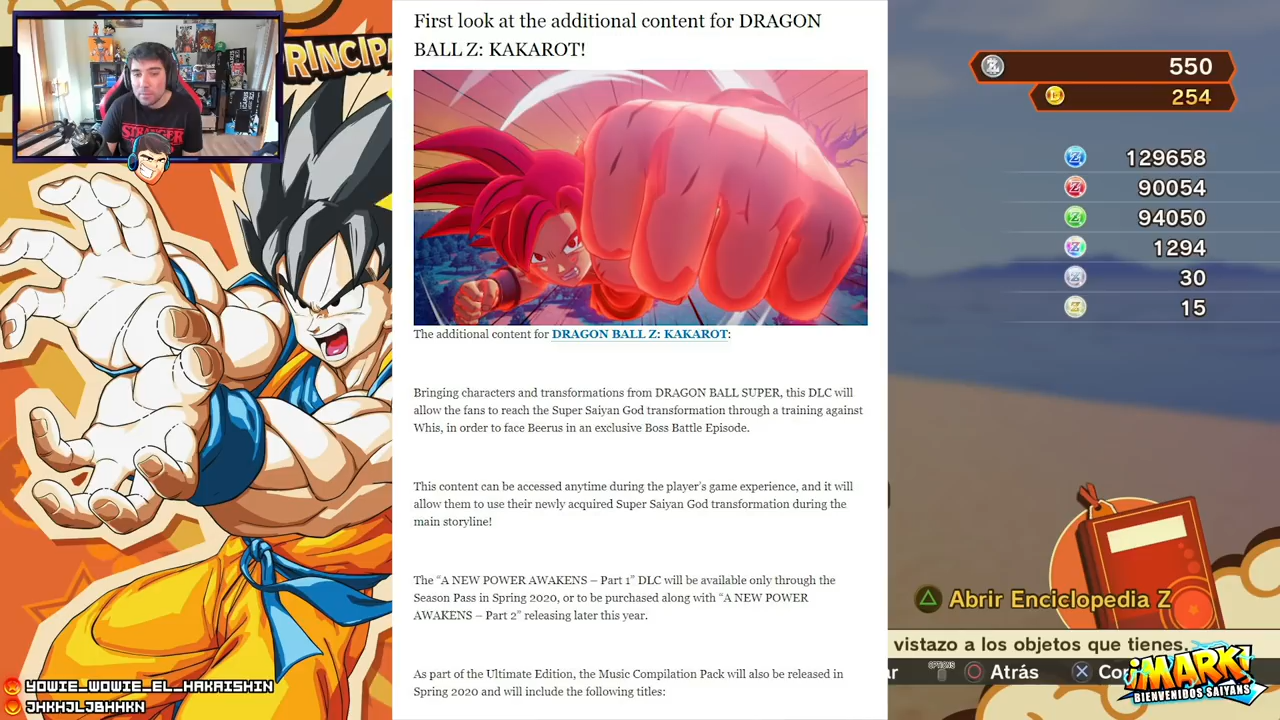 RINCIPA
STRANGER
First look at the additional content for DRAGON
BALL Z: KAKAROT!
The additional content for DRAGON BALL Z: KAKAROT:
Bringing characters and transformations from DRAGON BALL SUPER, this DLC will
allow the fans to reach the Super Saiyan God transformation through a training against
Whis, in order to face Beerus in an exclusive Boss Battle Episode.
This content can be accessed anytime during the player's game experience, and it will
allow them to use their newly acquired Super Saiyan God transformation during the
main storyline!
The “A NEW POWER AWAKENS – Part 1” DLC will be available only through the
Season Pass in Spring 2020, or to be purchased along with “A NEW POWER
AWAKENS – Part 2” releasing later this year.
As part of the Ultimate Edition, the Music Compilation Pack will also be released in
Spring 2020 and will include the following titles:
550
254
129658
90054
94050
1294
30
15
Abrir Enciclopedia Z
vistazo a los objetos que tienes.
ar OPTIONS Atrás Co
¡MARK!
BIENVENIDOS SAIYANS
YOWIE_WOWIE_EL_HAKAISHIN
JHKHJLJBHHKN